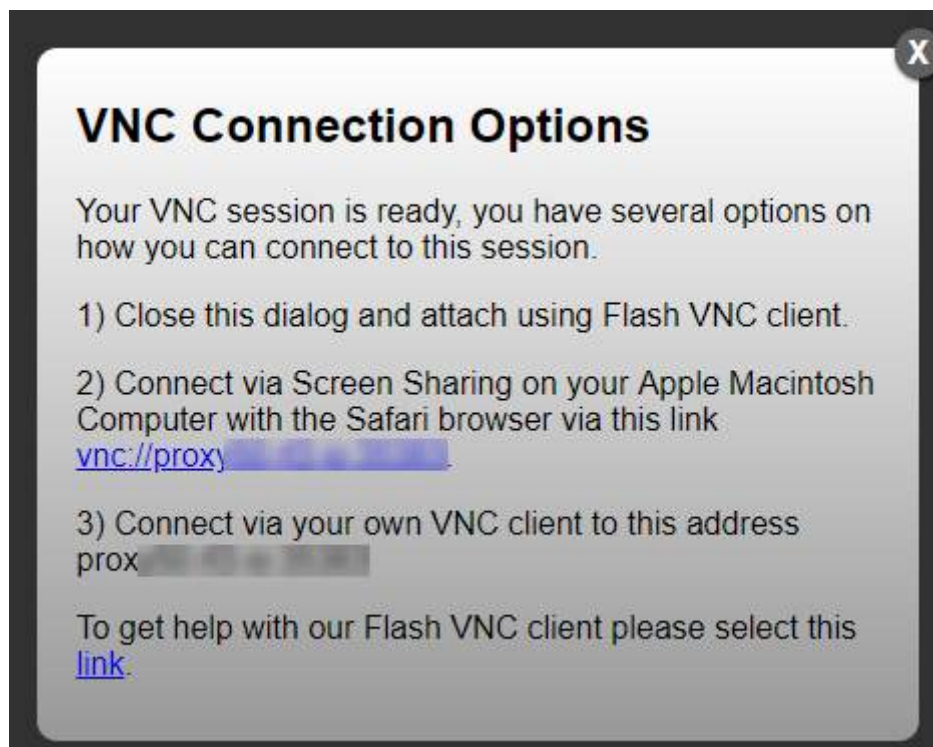 X
VNC Connection Options
Your VNC session is ready, you have several options on
how you can connect to this session.
1) Close this dialog and attach using Flash VNC client.
2) Connect via Screen Sharing on your Apple Macintosh
Computer with the Safari browser via this link
vnc://proxy
3) Connect via your own VNC client to this address
prox
To get help with our Flash VNC client please select this
link.